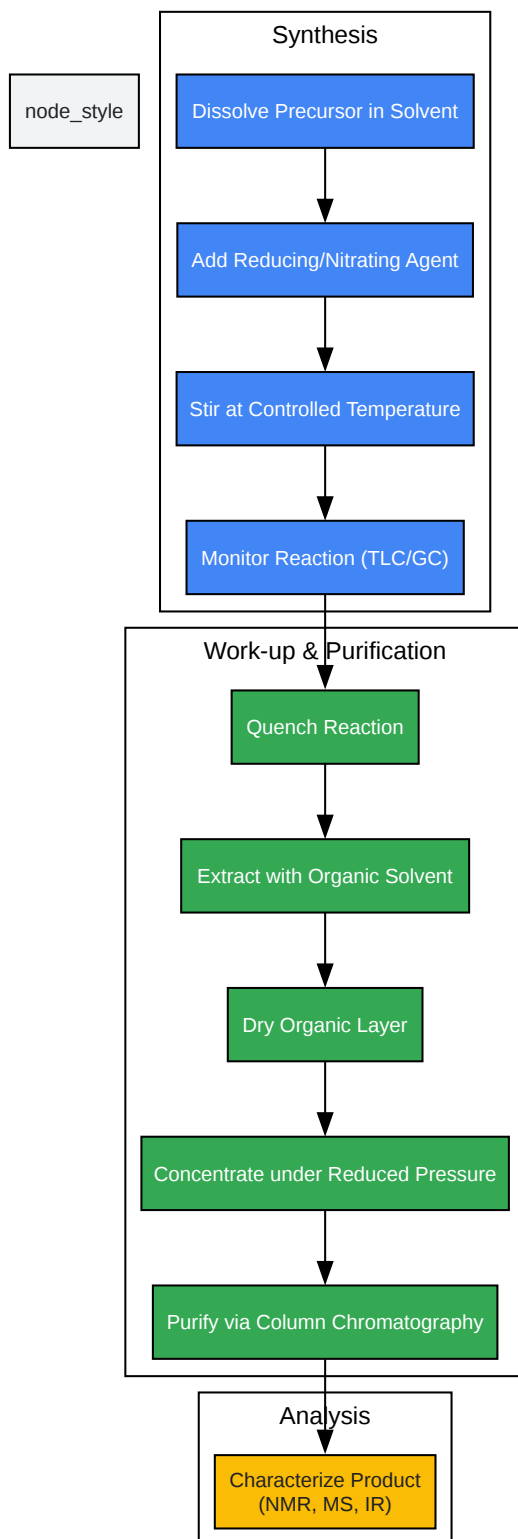 Synthesis
node_style
Dissolve Precursor in Solvent
Add Reducing/Nitrating Agent
Stir at Controlled Temperature
Monitor Reaction (TLC/GC)
Work-up & Purification
Quench Reaction
Extract with Organic Solvent
Dry Organic Layer
Concentrate under Reduced Pressure
Purify via Column Chromatography
Analysis
Characterize Product
(NMR, MS, IR)